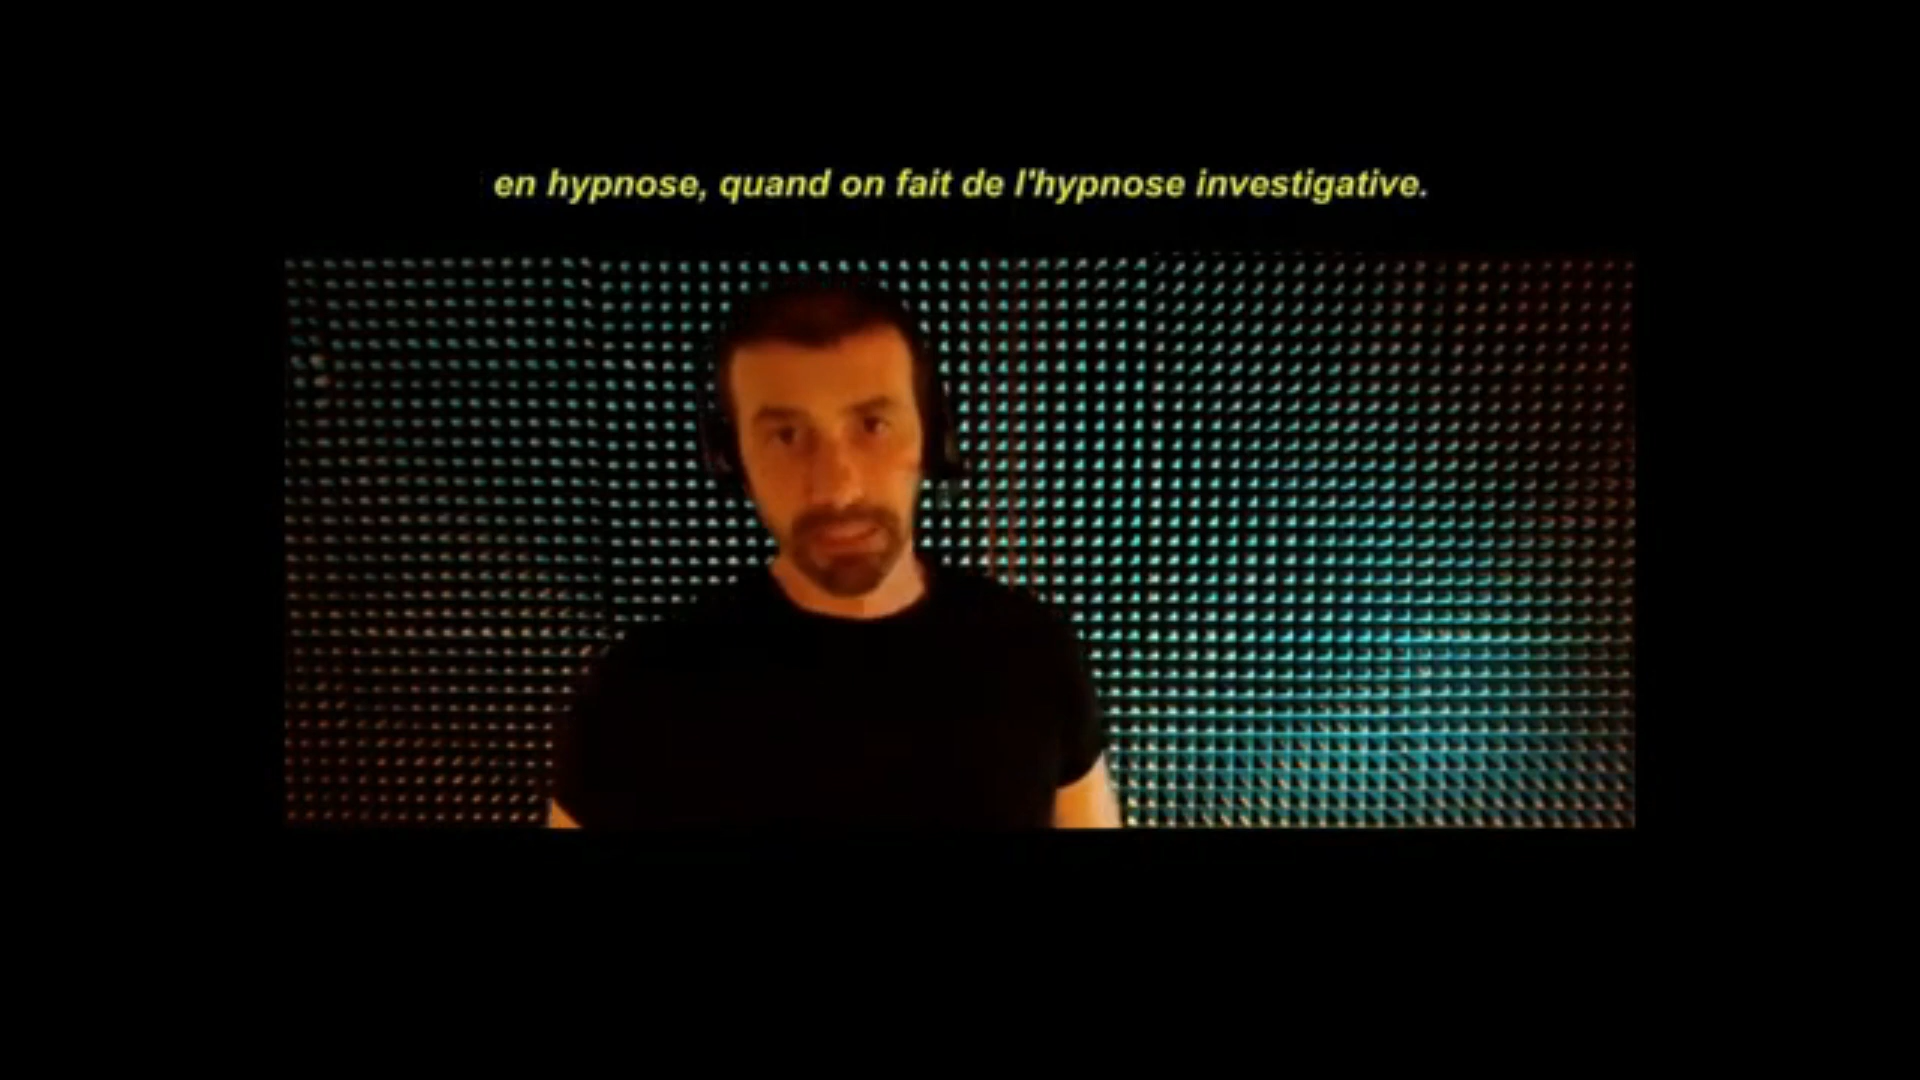 en hypnose, quand on fait de l'hypnose investigative.